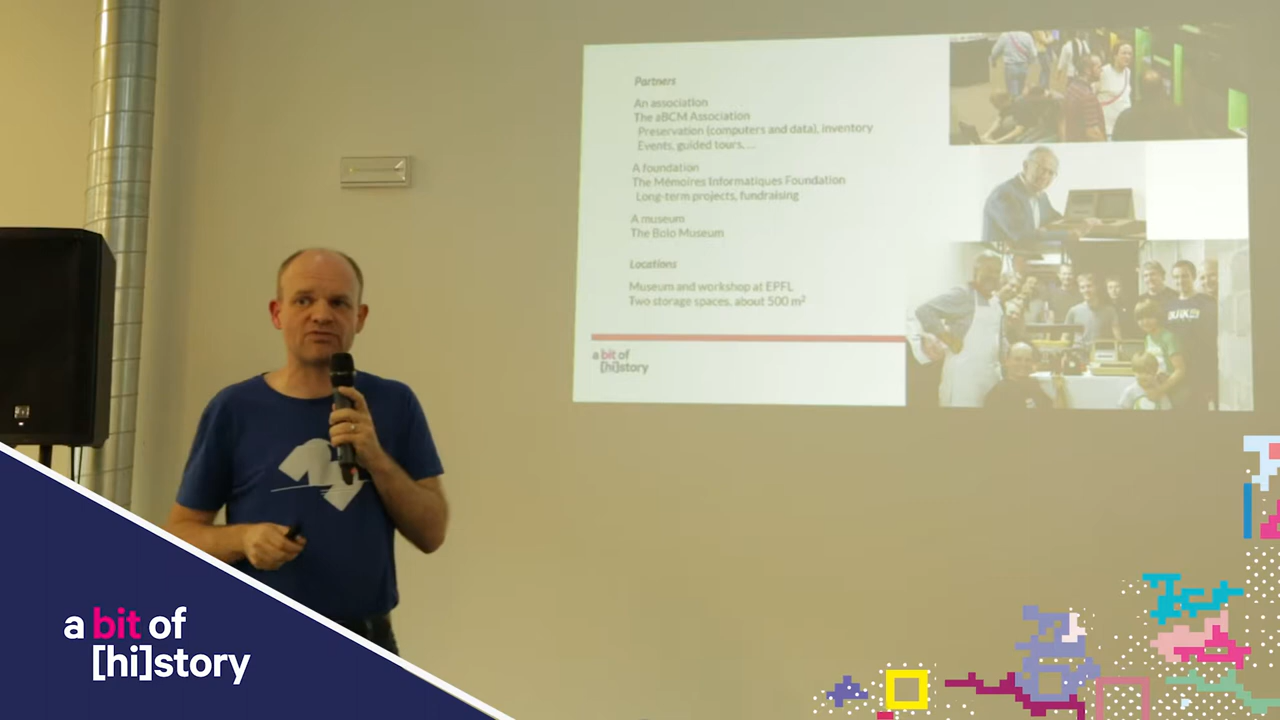 Partners
An association
The aBCM Association
Preservation (computers and data), inventory
Events, guided tours, ...
A foundation
The Mémoires Informatiques Foundation
Long-term projects, fundraising
A museum
The Bolo Museum
Locations
Museum and workshop at EPFL
Two storage spaces, about 500 m²
a bit of
[hi]story
a bit of
[hi]story